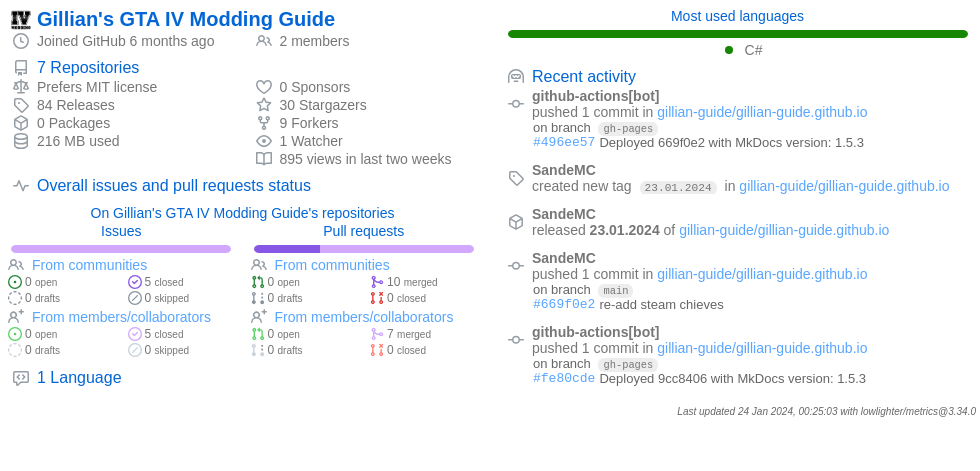 Gillian's GTA IV Modding Guide
Joined GitHub 6 months ago
2 members
7 Repositories
Prefers MIT license
84 Releases
0 Packages
216 MB used
0 Sponsors
30 Stargazers
9 Forkers
1 Watcher
895 views in last two weeks
Overall issues and pull requests status
On Gillian's GTA IV Modding Guide's repositories
Issues
From communities
0 open
5 closed
0 drafts
0 skipped
From members/collaborators
0 open
5 closed
0 drafts
0 skipped
Pull requests
From communities
0 open
10 merged
0 drafts
0 closed
From members/collaborators
0 open
7 merged
0 drafts
0 closed
1 Language
Most used languages
C#
Recent activity
github-actions[bot]
pushed 1 commit in gillian-guide/gillian-guide.github.io
on branch gh-pages
#496ee57 Deployed 669f0e2 with MkDocs version: 1.5.3
SandeMC
created new tag 23.01.2024 in gillian-guide/gillian-guide.github.io
SandeMC
released 23.01.2024 of gillian-guide/gillian-guide.github.io
SandeMC
pushed 1 commit in gillian-guide/gillian-guide.github.io
on branch main
#669f0e2 re-add steam chieves
github-actions[bot]
pushed 1 commit in gillian-guide/gillian-guide.github.io
on branch gh-pages
#fe80cde Deployed 9cc8406 with MkDocs version: 1.5.3
Last updated 24 Jan 2024, 00:25:03 with lowlighter/metrics@3.34.0